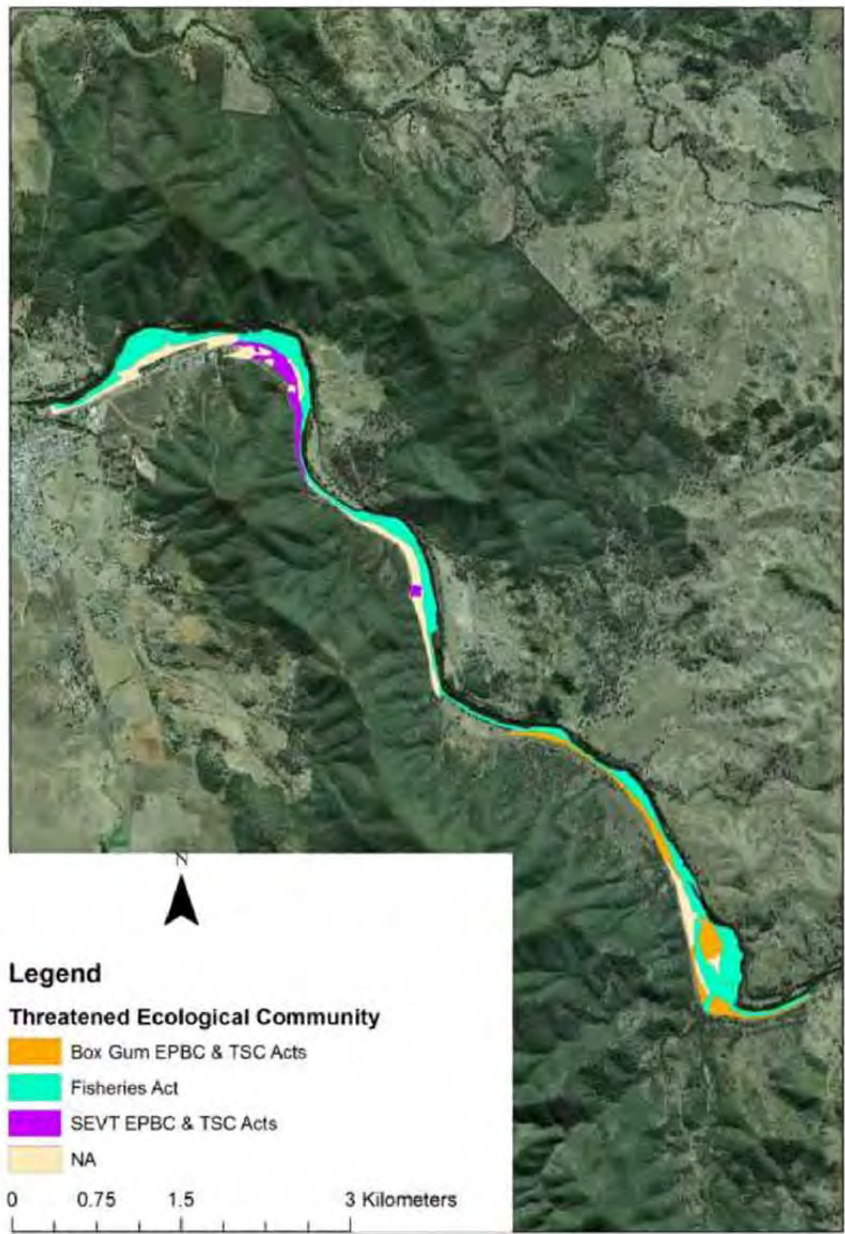 N
Legend
Threatened Ecological Community
Box Gum EPBC & TSC Acts
Fisheries Act
SEVT EPBC & TSC Acts
NA
0 0.75 1.5 3 Kilometers